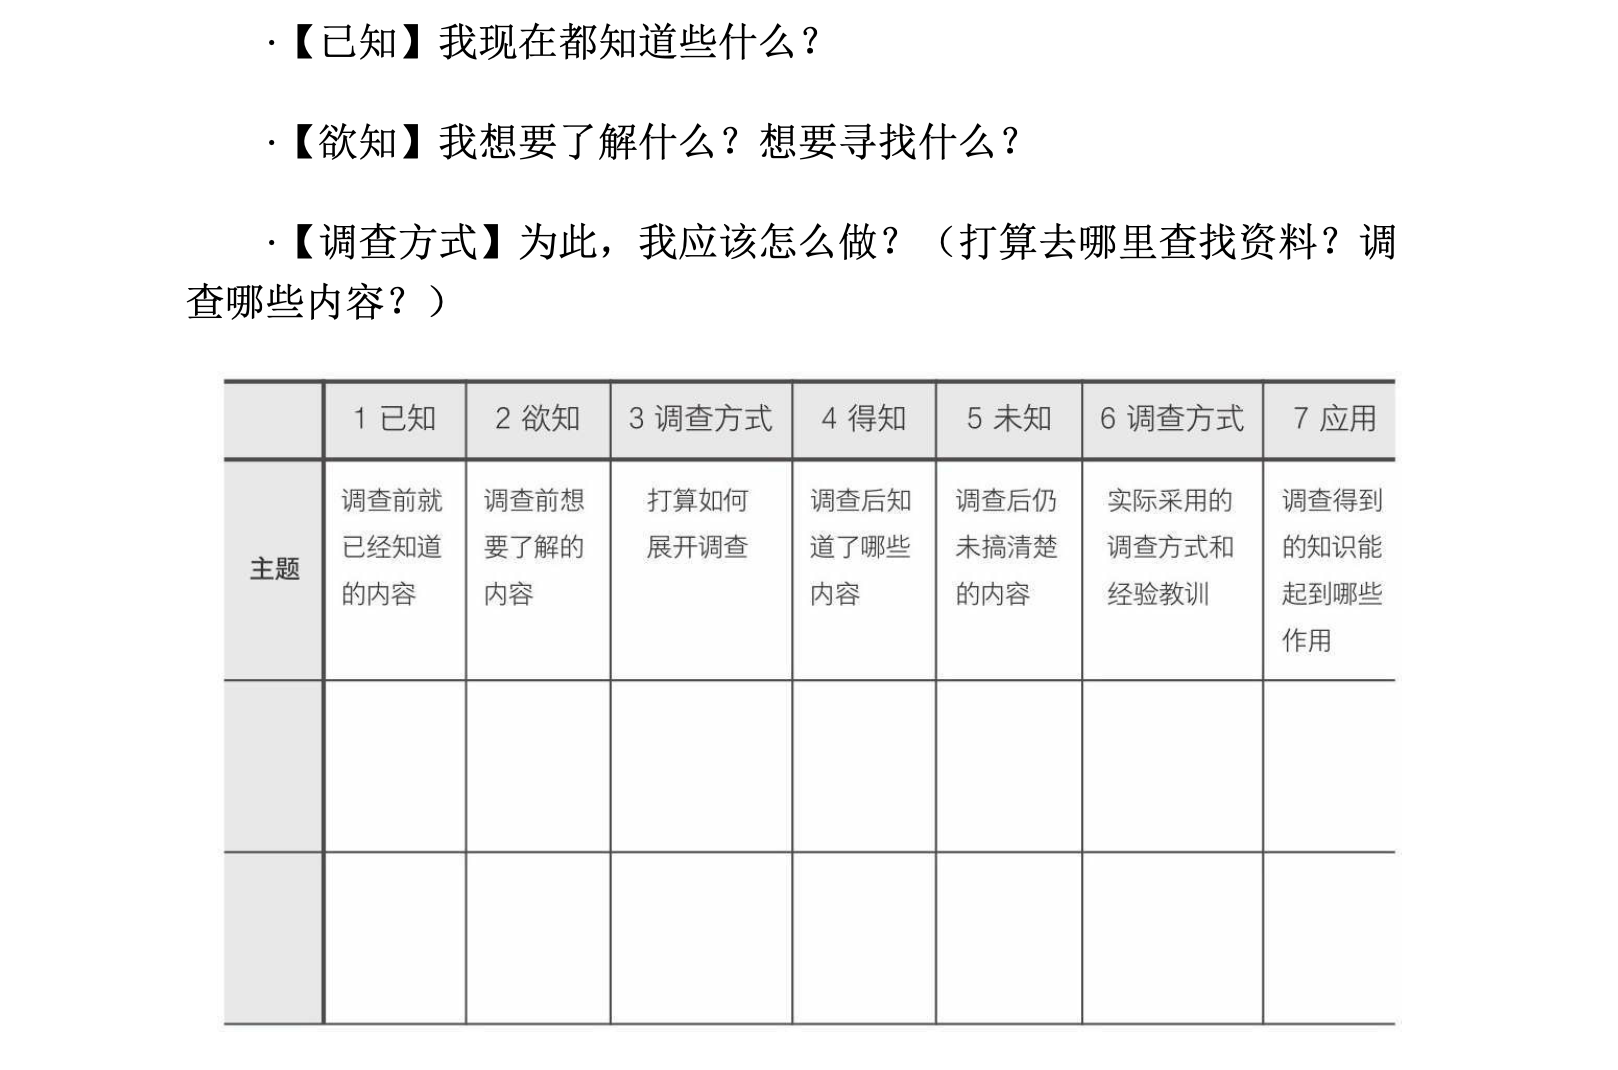 ·【已知】我现在都知道些什么？
·【欲知】我想要了解什么？想要寻找什么？
·【调查方式】为此，我应该怎么做？（打算去哪里查找资料？调
查哪些内容？）
1 已知 2 欲知 3 调查方式 4 得知 5 未知 6 调查方式 7 应用
主题
调查前就
已经知道
的内容
调查前想
要了解的
内容
打算如何
展开调查
调查后知
道了哪些
内容
调查后仍
未搞清楚
的内容
实际采用的
调查方式和
经验教训
调查得到
的知识能
起到哪些
作用